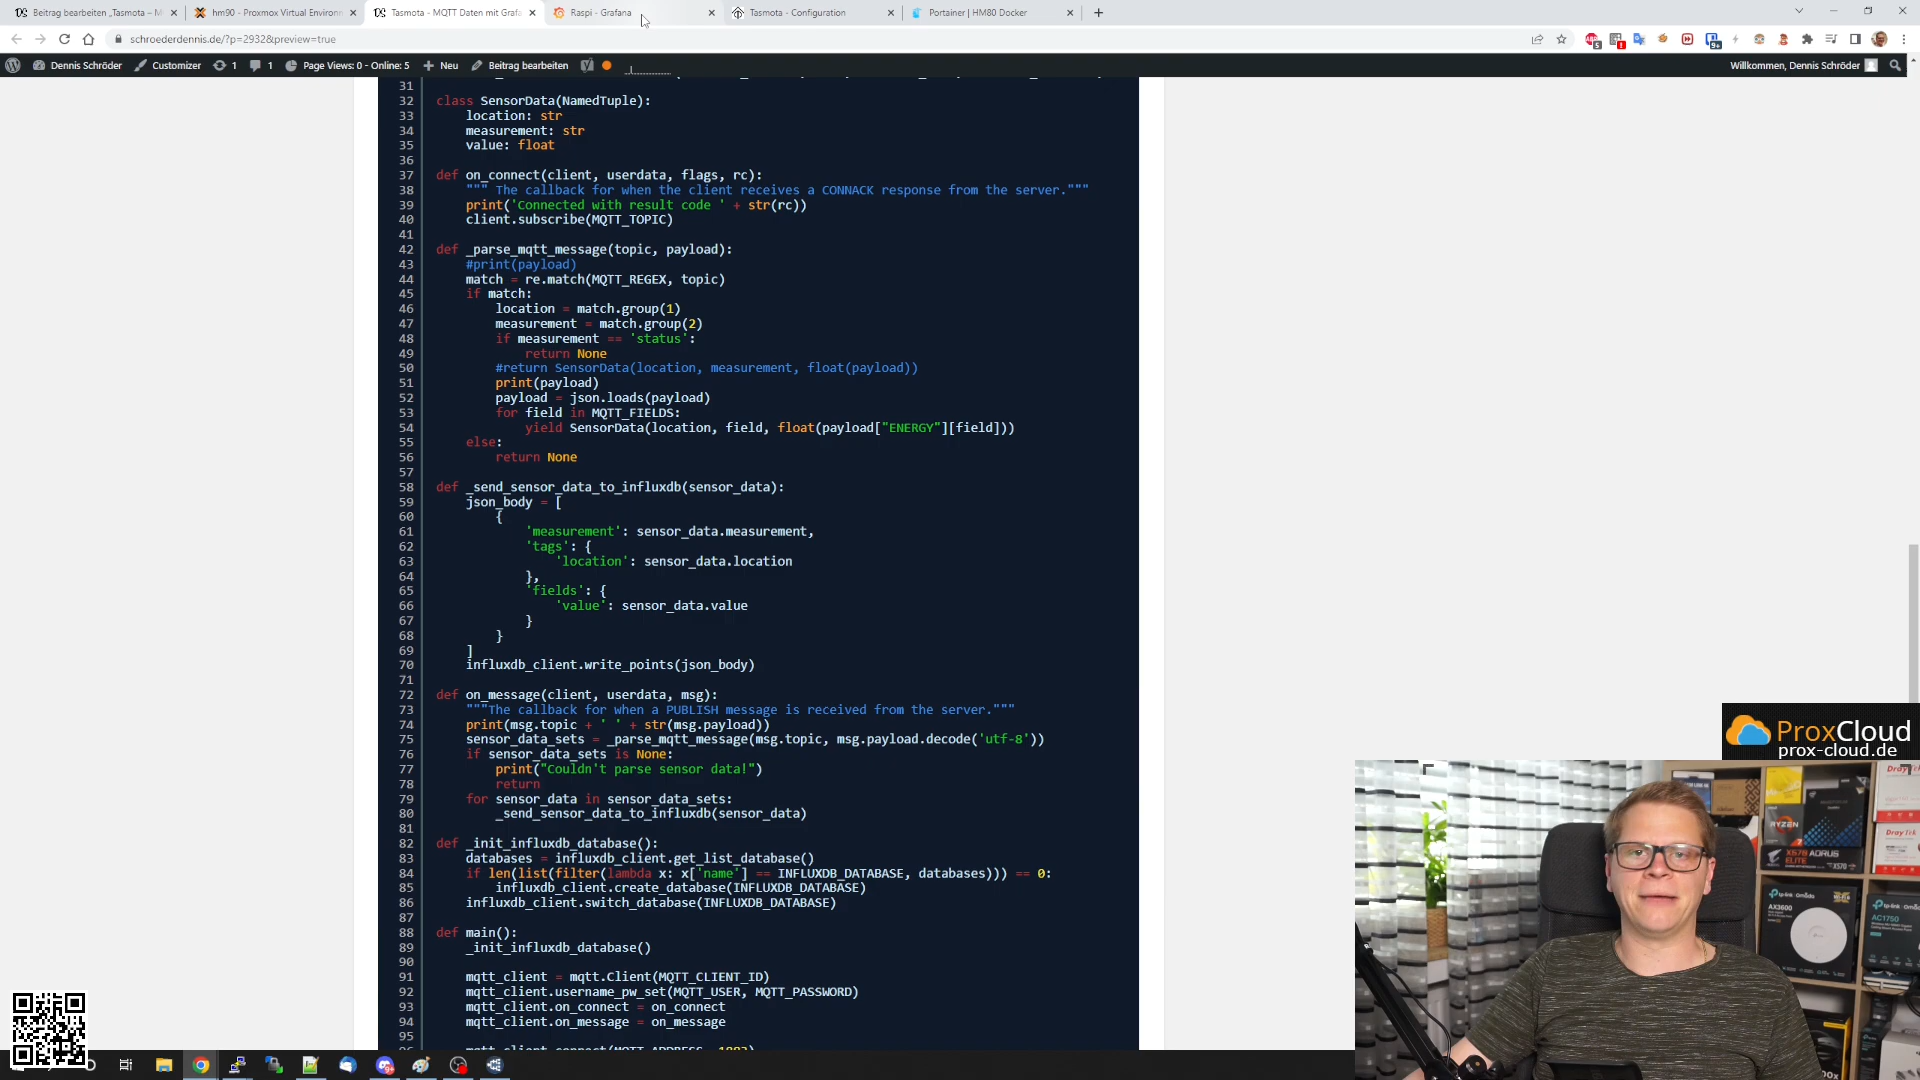 Beitrag bearbeiten „Tasmota – M
hm90 - Proxmox Virtual Environm
Tasmota - MQTT Daten mit Grafa
Raspi - Grafana
Tasmota - Configuration
Portainer | HM80 Docker
schroederdennis.de/?p=2932&preview=true
Dennis Schröder
Customizer
1
1
Page Views: 0 - Online: 5
Neu
Beitrag bearbeiten
Willkommen, Dennis Schröder
31
32 class SensorData(NamedTuple):
33 location: str
34 measurement: str
35 value: float
36
37 def on_connect(client, userdata, flags, rc):
38 """ The callback for when the client receives a CONNACK response from the server."""
39 print('Connected with result code ' + str(rc))
40 client.subscribe(MQTT_TOPIC)
41
42 def _parse_mqtt_message(topic, payload):
43 #print(payload)
44 match = re.match(MQTT_REGEX, topic)
45 if match:
46 location = match.group(1)
47 measurement = match.group(2)
48 if measurement == 'status':
49 return None
50 #return SensorData(location, measurement, float(payload))
51 print(payload)
52 payload = json.loads(payload)
53 for field in MQTT_FIELDS:
54 yield SensorData(location, field, float(payload["ENERGY"][field]))
55 else:
56 return None
57
58 def _send_sensor_data_to_influxdb(sensor_data):
59 json_body = [
60 {
61 'measurement': sensor_data.measurement,
62 'tags': {
63 'location': sensor_data.location
64 },
65 'fields': {
66 'value': sensor_data.value
67 }
68 }
69 ]
70 influxdb_client.write_points(json_body)
71
72 def on_message(client, userdata, msg):
73 """The callback for when a PUBLISH message is received from the server."""
74 print(msg.topic + ' ' + str(msg.payload))
75 sensor_data_sets = _parse_mqtt_message(msg.topic, msg.payload.decode('utf-8'))
76 if sensor_data_sets is None:
77 print("Couldn't parse sensor data!")
78 return
79 for sensor_data in sensor_data_sets:
80 _send_sensor_data_to_influxdb(sensor_data)
81
82 def _init_influxdb_database():
83 databases = influxdb_client.get_list_database()
84 if len(list(filter(lambda x: x['name'] == INFLUXDB_DATABASE, databases))) == 0:
85 influxdb_client.create_database(INFLUXDB_DATABASE)
86 influxdb_client.switch_database(INFLUXDB_DATABASE)
87
88 def main():
89 _init_influxdb_database()
90
91 mqtt_client = mqtt.Client(MQTT_CLIENT_ID)
92 mqtt_client.username_pw_set(MQTT_USER, MQTT_PASSWORD)
93 mqtt_client.on_connect = on_connect
94 mqtt_client.on_message = on_message
95
ProxCloud
prox-cloud.de
RYZEN
X570 AORUS
ELITE
tp-link Omada
AX3600
tp-link Omada
AC1750